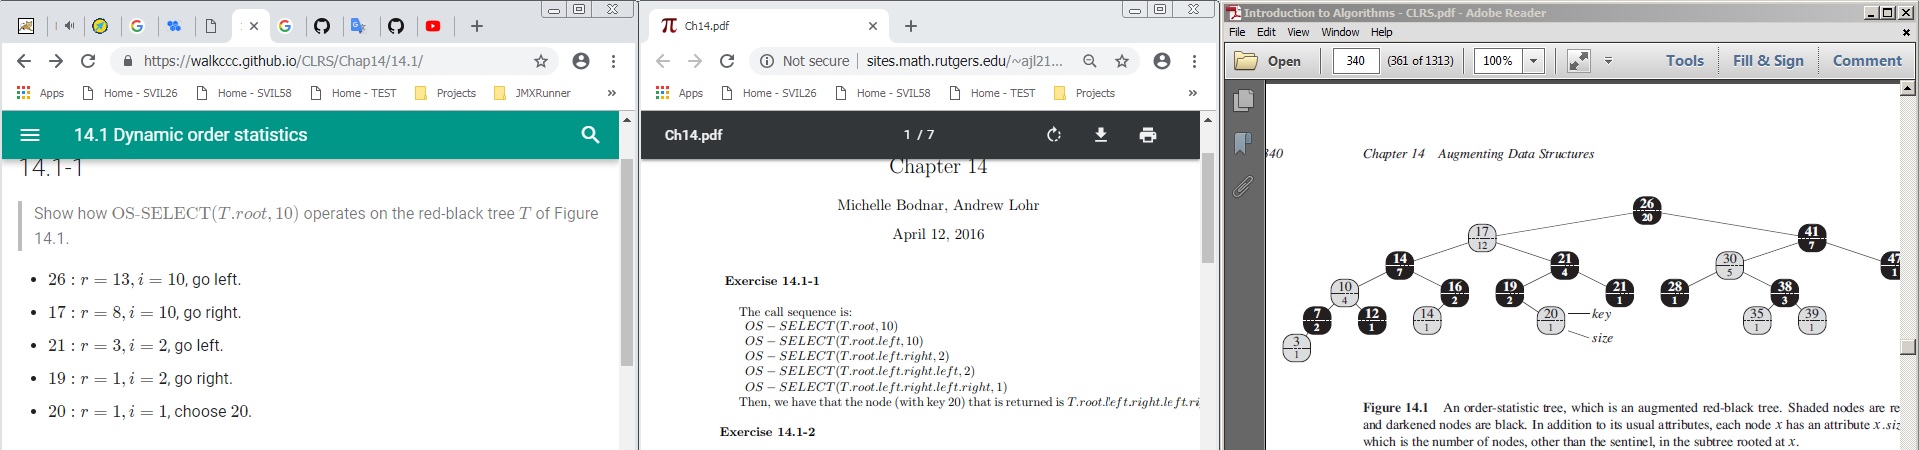 https://walkccc.github.io/CLRS/Chap14/14.1/
Apps
Home - SVIL26
Home - SVIL58
Home - TEST
Projects
JMXRunner
»
14.1 Dynamic order statistics
14.1-1
Show how OS-SELECT(T.root, 10) operates on the red-black tree T of Figure
14.1.
• 26 : r = 13, i = 10, go left.
• 17 : r = 8, i = 10, go right.
• 21 : r = 3, i = 2, go left.
• 19 : r = 1, i = 2, go right.
• 20 : r = 1, i = 1, choose 20.
Ch14.pdf
Not secure | sites.math.rutgers.edu/~ajl21...
Apps
Home - SVIL26
Home - SVIL58
Home - TEST
Projects
»
Ch14.pdf
1 / 7
Chapter 14
Michelle Bodnar, Andrew Lohr
April 12, 2016
Exercise 14.1-1
The call sequence is:
OS − SELECT(T.root, 10)
OS − SELECT(T.root.left, 10)
OS − SELECT(T.root.left.right, 2)
OS − SELECT(T.root.left.right.left, 2)
OS − SELECT(T.root.left.right.left.right, 1)
Then, we have that the node (with key 20) that is returned is T.root.left.right.left.ri
Exercise 14.1-2
Introduction to Algorithms - CLRS.pdf - Adobe Reader
File Edit View Window Help
Open
340
(361 of 1313)
100%
Tools
Fill & Sign
Comment
340
Chapter 14 Augmenting Data Structures
26
20
17
12
41
7
14
7
21
4
30
5
47
1
10
4
16
2
19
2
21
1
28
1
38
3
7
2
12
1
14
1
20
1
key
size
35
1
39
1
3
1
Figure 14.1 An order-statistic tree, which is an augmented red-black tree. Shaded nodes are re
and darkened nodes are black. In addition to its usual attributes, each node x has an attribute x.siz
which is the number of nodes, other than the sentinel, in the subtree rooted at x.